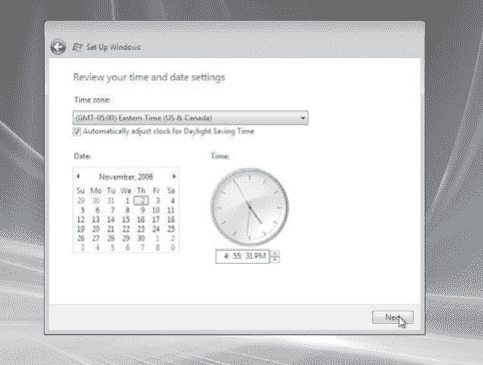 Set Up Windows
Review your time and date settings
Time zone:
(GMT-05:00) Eastern Time (US & Canada)
Automatically adjust clock for Daylight Saving Time
Date:
Time:
November, 2006
Su Mo Tu We Th Fr Sa
29 30 31 1 2 3 4
5 6 7 8 9 10 11
12 13 14 15 16 17 18
19 20 21 22 23 24 25
26 27 28 29 30 1 2
3 4 5 6 7 8 9
4: 55: 31 PM
Next